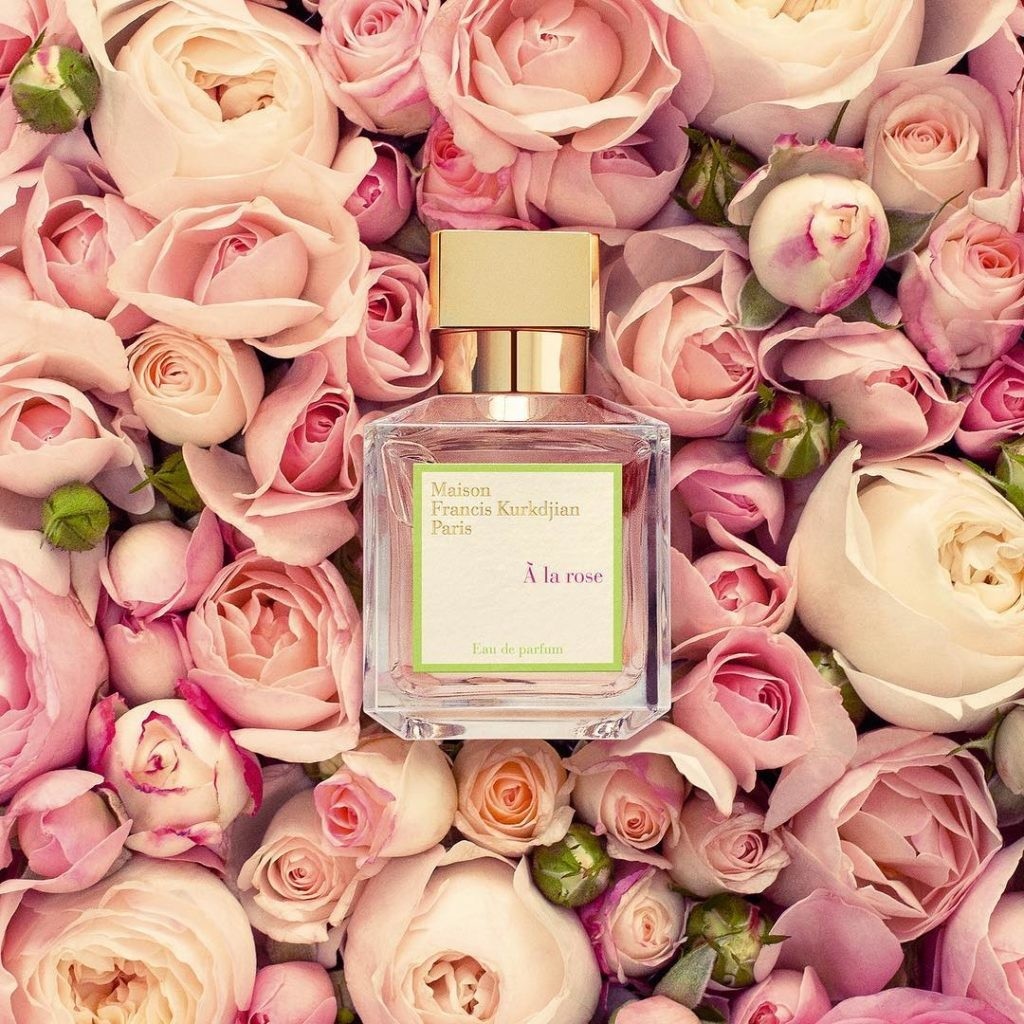 Maison
Francis Kurkdjian
Paris
À la rose
Eau de parfum